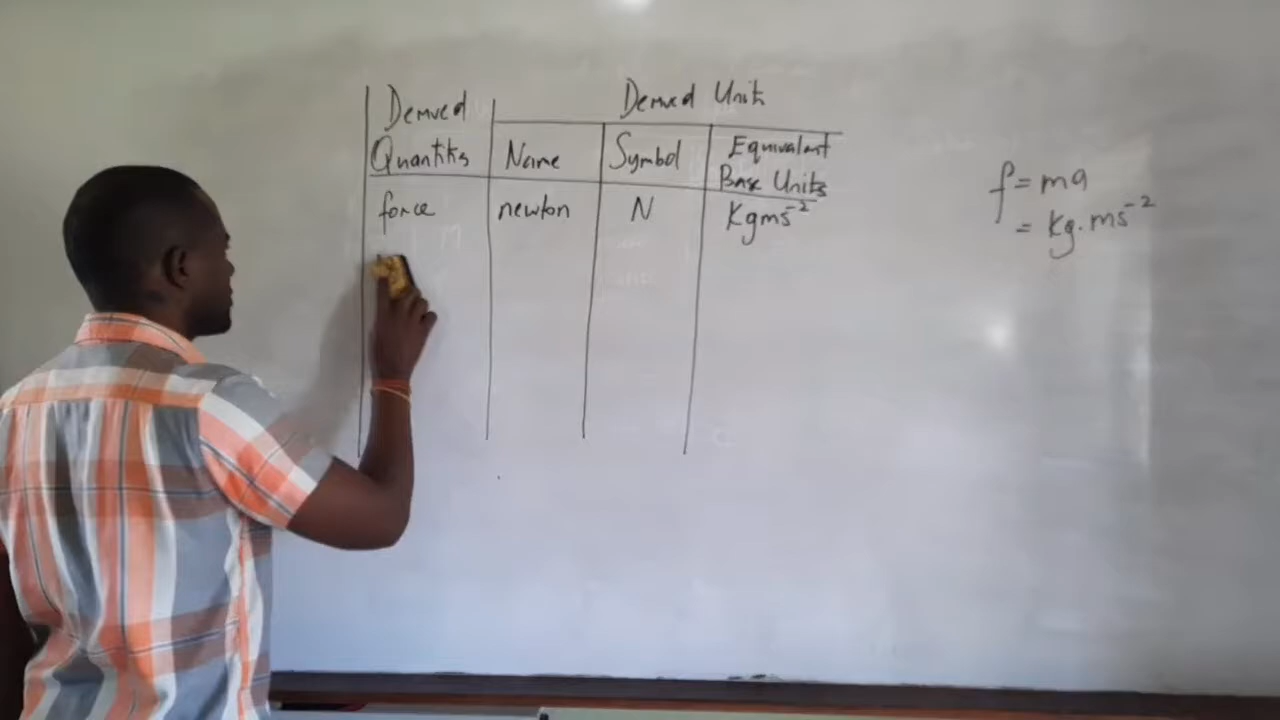 Derived Quantities
Derived Units
Name
Symbol
Equivalent Base Units
force
newton
N
Kgms⁻²
f = ma
= Kg.ms⁻²